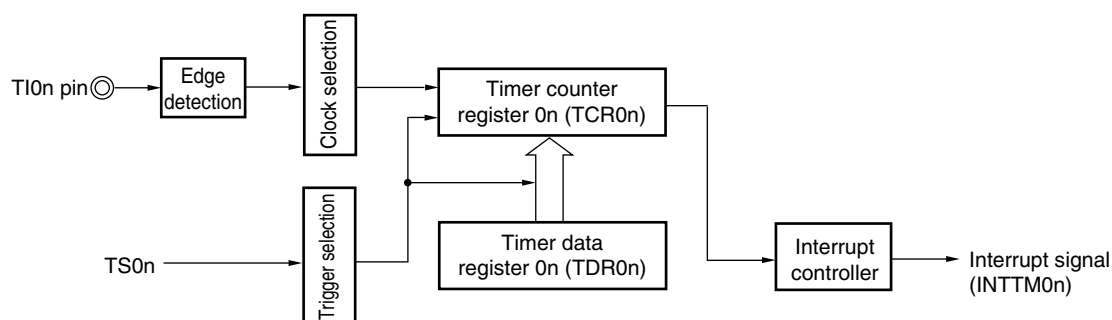 TI0n pin
Edge
detection
Clock selection
Timer counter
register 0n (TCR0n)
TS0n
Trigger selection
Timer data
register 0n (TDR0n)
Interrupt
controller
Interrupt signal
(INTTM0n)